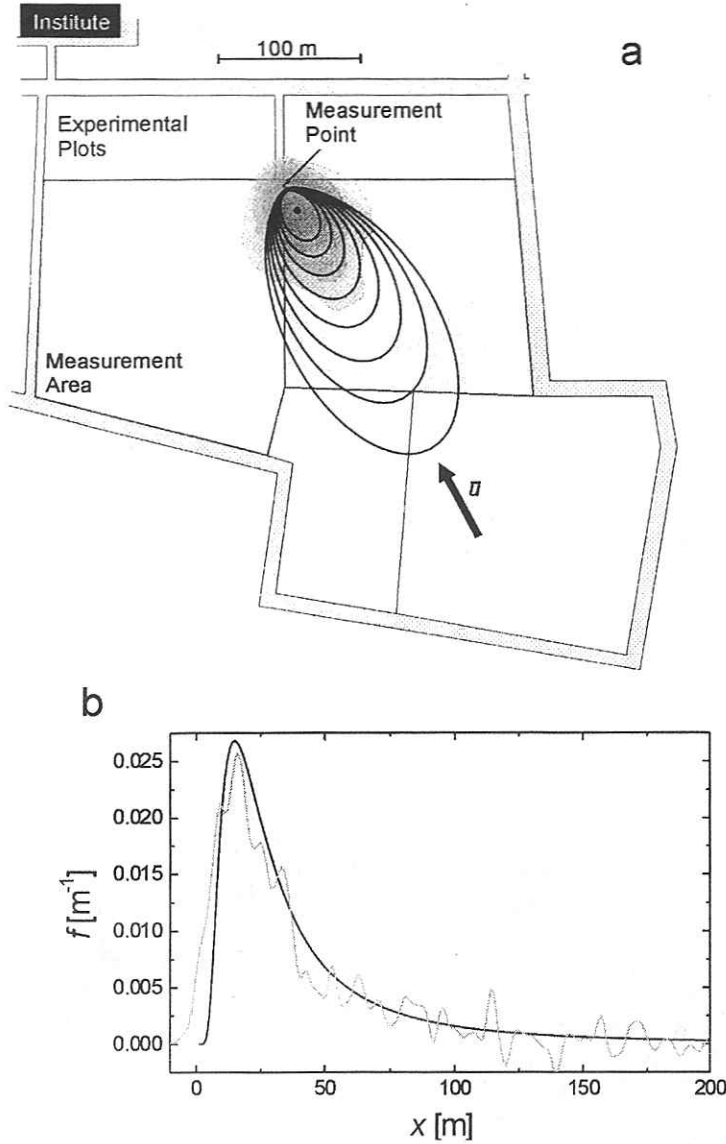 Institute
100 m
a
Experimental
Plots
Measurement
Point
Measurement
Area
u̅
b
0.025
0.020
0.015
0.010
0.005
0.000
f [m⁻¹]
0
50
100
150
200
x [m]